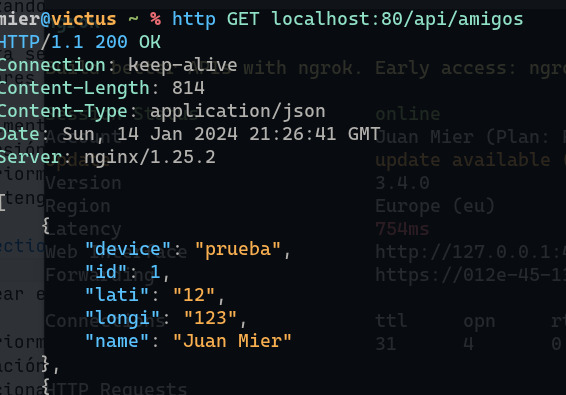 mier@victus ~ % http GET localhost:80/api/amigos
HTTP/1.1 200 OK
Connection: keep-alive
with ngrok. Early access: ngro
Content-Length: 814
Content-Type: application/json
online
Date: Sun, 14 Jan 2024 21:26:41 GMT
Juan Mier (Plan:
Server: nginx/1.25.2
update available
Version 3.4.0
Region Europe (eu)
[
Latency 754ms
{
"device": "prueba",
Web Interface http://127.0.0.1:
"id": 1,
Forwarding https://012e-45-1
"lati": "12",
"longi": "123",
Connections ttl opn
"name": "Juan Mier"
31 4 0
},
HTTP Requests
{